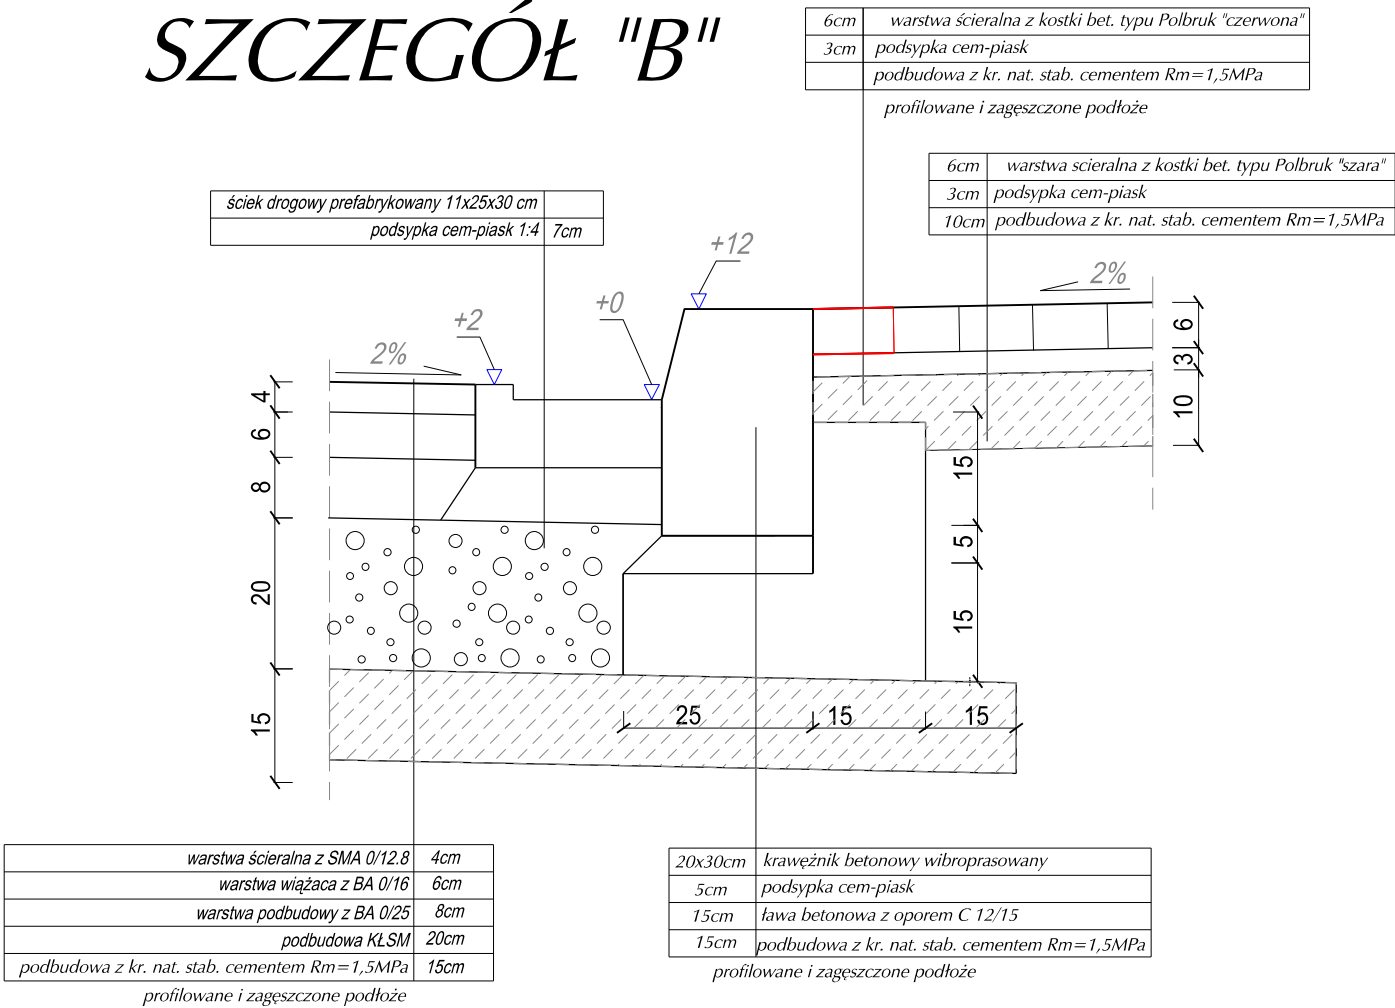 SZCZEGÓŁ "B"
6cm warstwa ścieralna z kostki bet. typu Polbruk "czerwona"
3cm podsypka cem-piask
podbudowa z kr. nat. stab. cementem Rm=1,5MPa
profilowane i zagęszczone podłoże
6cm warstwa scieralna z kostki bet. typu Polbruk "szara"
3cm podsypka cem-piask
10cm podbudowa z kr. nat. stab. cementem Rm=1,5MPa
ściek drogowy prefabrykowany 11x25x30 cm
podsypka cem-piask 1:4 7cm
+12
+0
+2
2%
2%
4
6
8
20
15
6
3
10
15
5
15
25
15
15
warstwa ścieralna z SMA 0/12.8 4cm
warstwa wiążaca z BA 0/16 6cm
warstwa podbudowy z BA 0/25 8cm
podbudowa KŁSM 20cm
podbudowa z kr. nat. stab. cementem Rm=1,5MPa 15cm
profilowane i zagęszczone podłoże
20x30cm krawężnik betonowy wibroprasowany
5cm podsypka cem-piask
15cm ława betonowa z oporem C 12/15
15cm podbudowa z kr. nat. stab. cementem Rm=1,5MPa
profilowane i zagęszczone podłoże